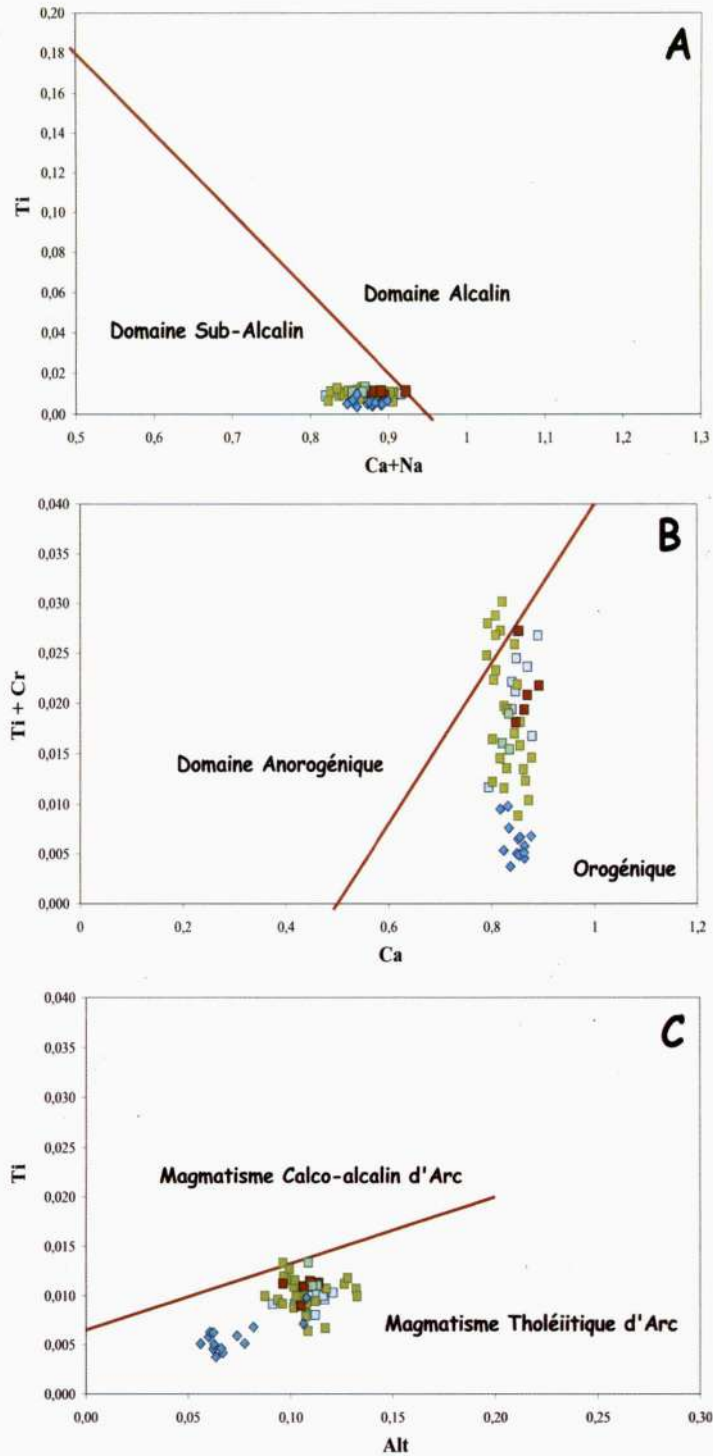 A
0,20
0,18
0,16
0,14
0,12
0,10
0,08
0,06
0,04
0,02
0,00
Ti
Domaine Alcalin
Domaine Sub-Alcalin
0,5 0,6 0,7 0,8 0,9 1 1,1 1,2 1,3
Ca+Na
B
0,040
0,035
0,030
0,025
0,020
0,015
0,010
0,005
0,000
Ti + Cr
Domaine Anorogénique
Orogénique
0 0,2 0,4 0,6 0,8 1 1,2
Ca
C
0,040
0,035
0,030
0,025
0,020
0,015
0,010
0,005
0,000
Ti
Magmatisme Calco-alcalin d'Arc
Magmatisme Tholéiitique d'Arc
0,00 0,05 0,10 0,15 0,20 0,25 0,30
Alt